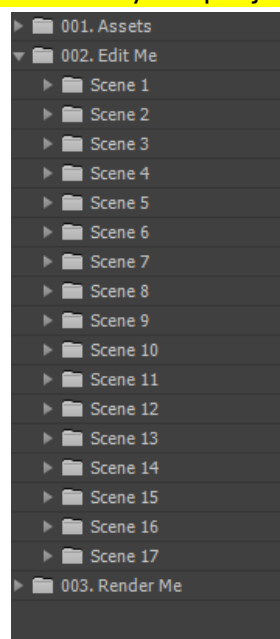 001. Assets
002. Edit Me
Scene 1
Scene 2
Scene 3
Scene 4
Scene 5
Scene 6
Scene 7
Scene 8
Scene 9
Scene 10
Scene 11
Scene 12
Scene 13
Scene 14
Scene 15
Scene 16
Scene 17
003. Render Me